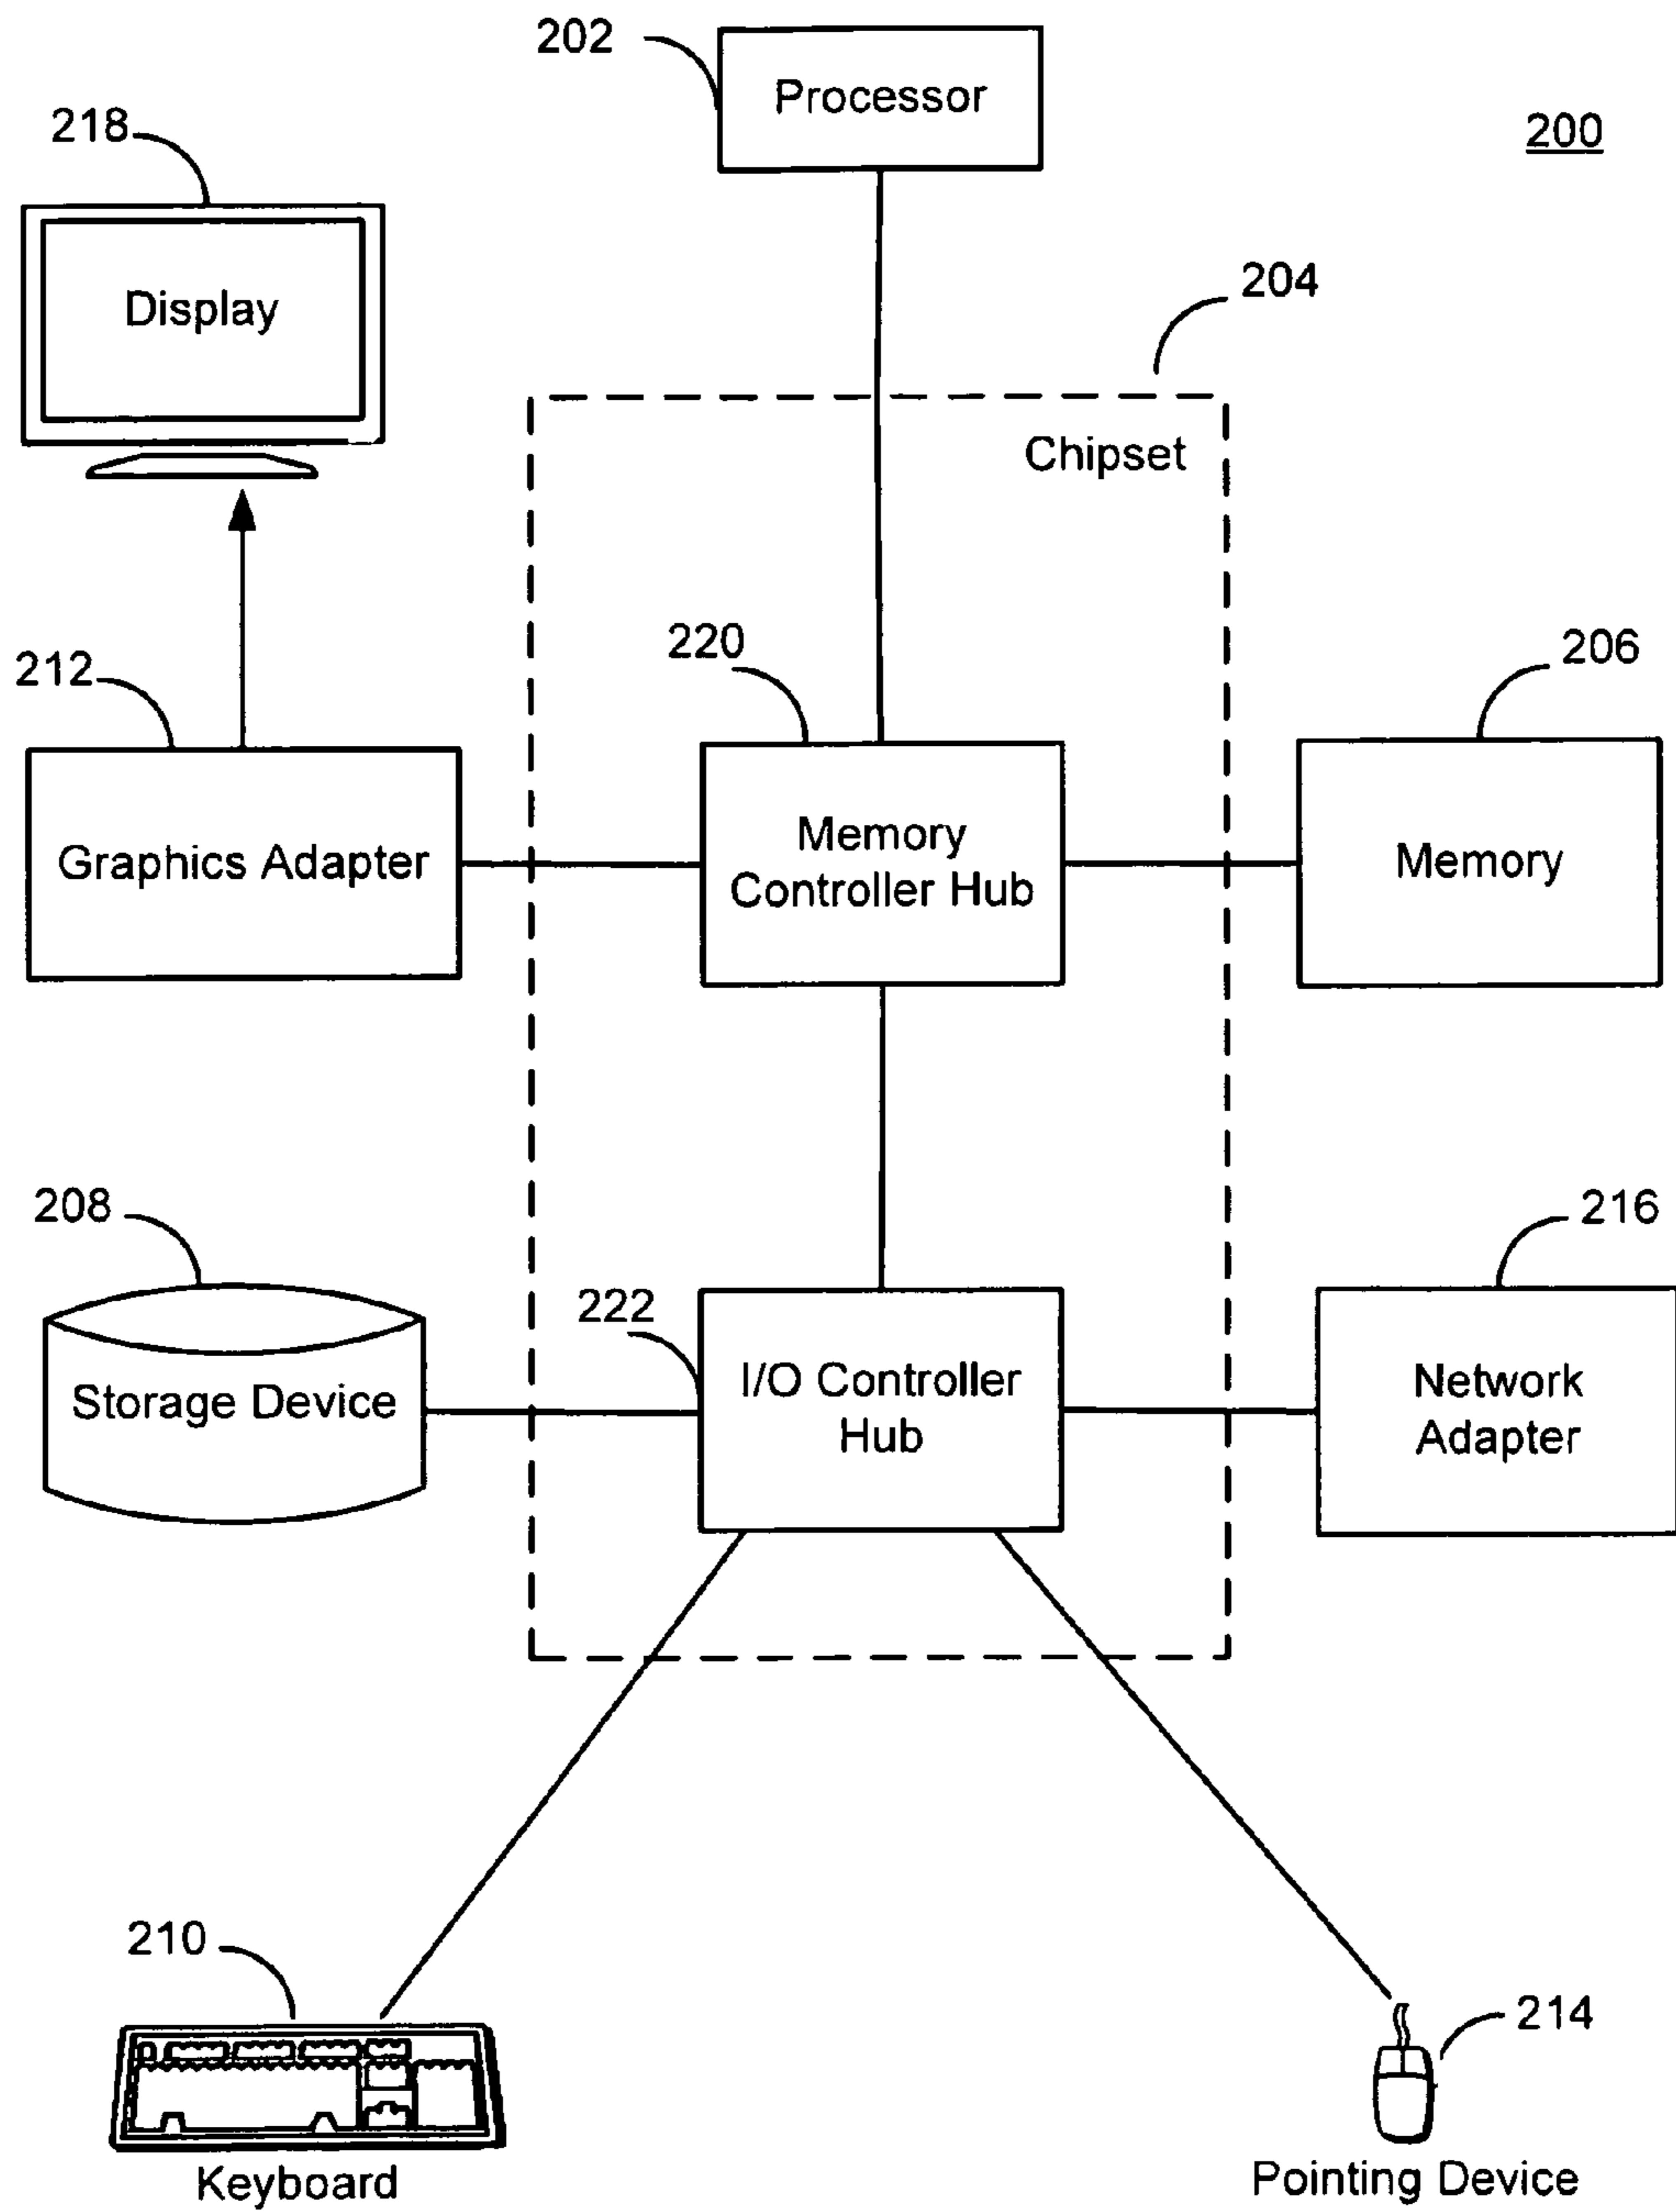 202
Processor
200
218
Display
204
Chipset
220
206
212
Graphics Adapter
Memory
Controller Hub
Memory
208
216
222
Storage Device
I/O Controller
Hub
Network
Adapter
210
214
Keyboard
Pointing Device